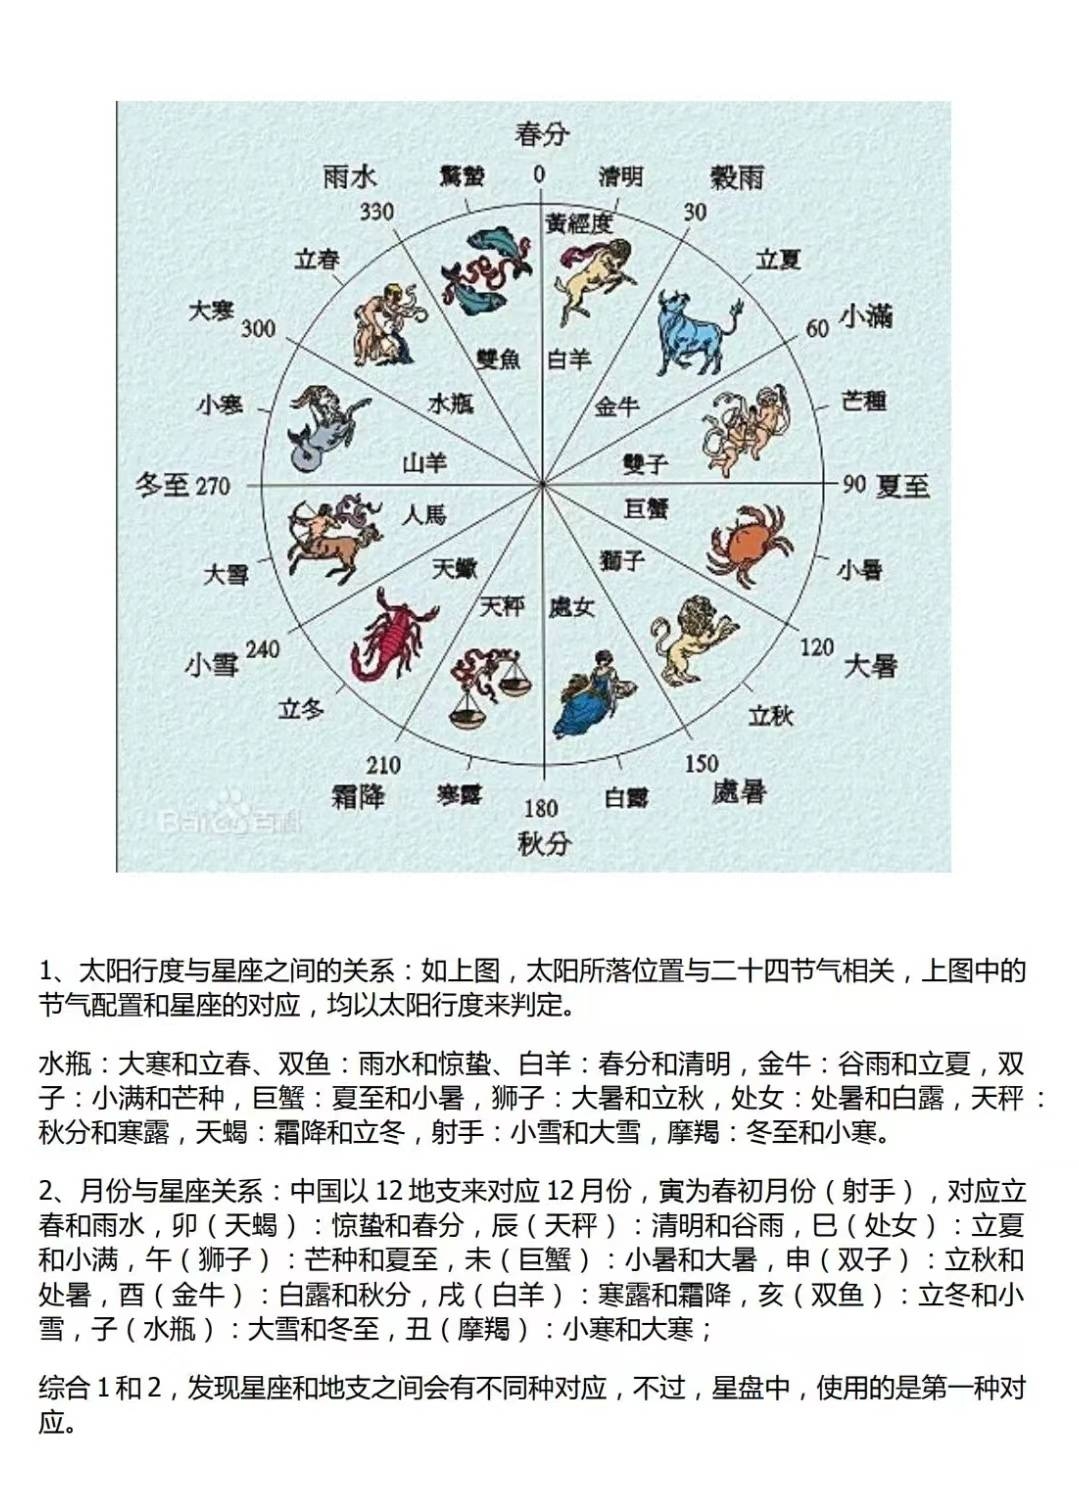 春分
雨水 驚蟄 0 清明 穀雨
330 黃經度 30
立春 立夏
大寒 300 60 小滿
雙魚 白羊
小寒 水瓶 金牛 芒種
山羊 雙子
冬至 270 90 夏至
人馬 巨蟹
大雪 天蠍 獅子 小暑
天秤 處女
小雪 240 120 大暑
立冬 立秋
210 150
霜降 寒露 180 白露 處暑
秋分
Baidu百科
1、太阳行度与星座之间的关系：如上图，太阳所落位置与二十四节气相关，上图中的
节气配置和星座的对应，均以太阳行度来判定。
水瓶：大寒和立春、双鱼：雨水和惊蛰、白羊：春分和清明，金牛：谷雨和立夏，双
子：小满和芒种，巨蟹：夏至和小暑，狮子：大暑和立秋，处女：处暑和白露，天秤：
秋分和寒露，天蝎：霜降和立冬，射手：小雪和大雪，摩羯：冬至和小寒。
2、月份与星座关系：中国以 12 地支来对应 12 月份，寅为春初月份（射手），对应立
春和雨水，卯（天蝎）：惊蛰和春分，辰（天秤）：清明和谷雨，巳（处女）：立夏
和小满，午（狮子）：芒种和夏至，未（巨蟹）：小暑和大暑，申（双子）：立秋和
处暑，酉（金牛）：白露和秋分，戌（白羊）：寒露和霜降，亥（双鱼）：立冬和小
雪，子（水瓶）：大雪和冬至，丑（摩羯）：小寒和大寒；
综合 1 和 2，发现星座和地支之间会有不同种对应，不过，星盘中，使用的是第一种对
应。